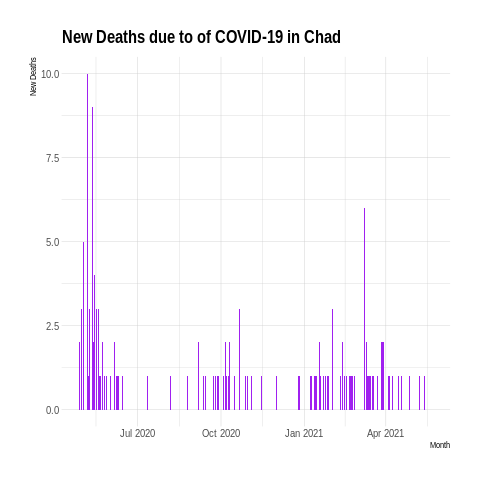 New Deaths due to of COVID-19 in Chad
New Deaths
10.0
7.5
5.0
2.5
0.0
Jul 2020 Oct 2020 Jan 2021 Apr 2021
Month